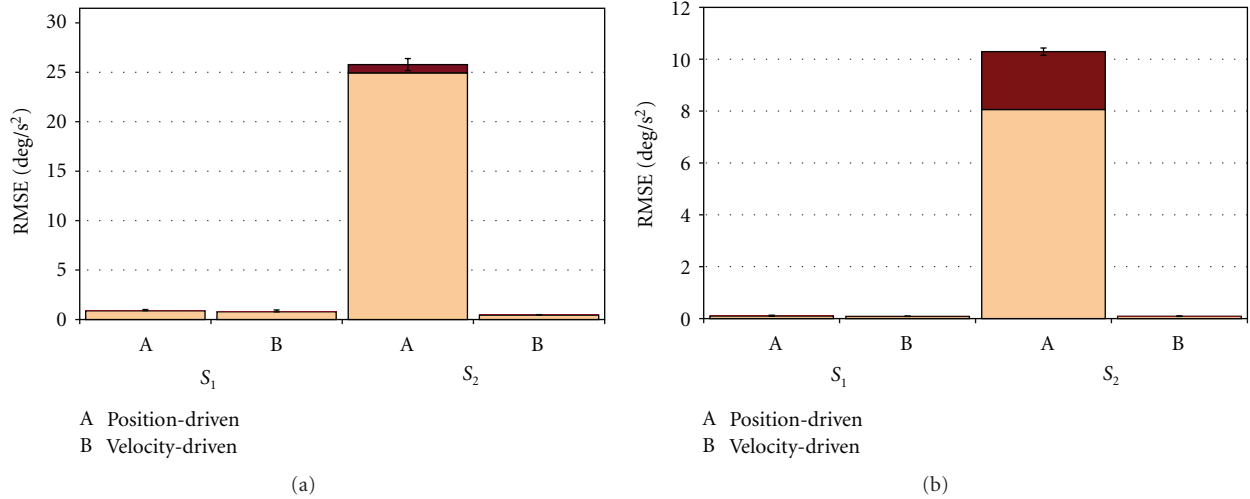 RMSE (deg/s²)
30
25
20
15
10
5
0
A B A B
S₁ S₂
A Position-driven
B Velocity-driven
(a)
RMSE (deg/s²)
12
10
8
6
4
2
0
A B A B
S₁ S₂
A Position-driven
B Velocity-driven
(b)